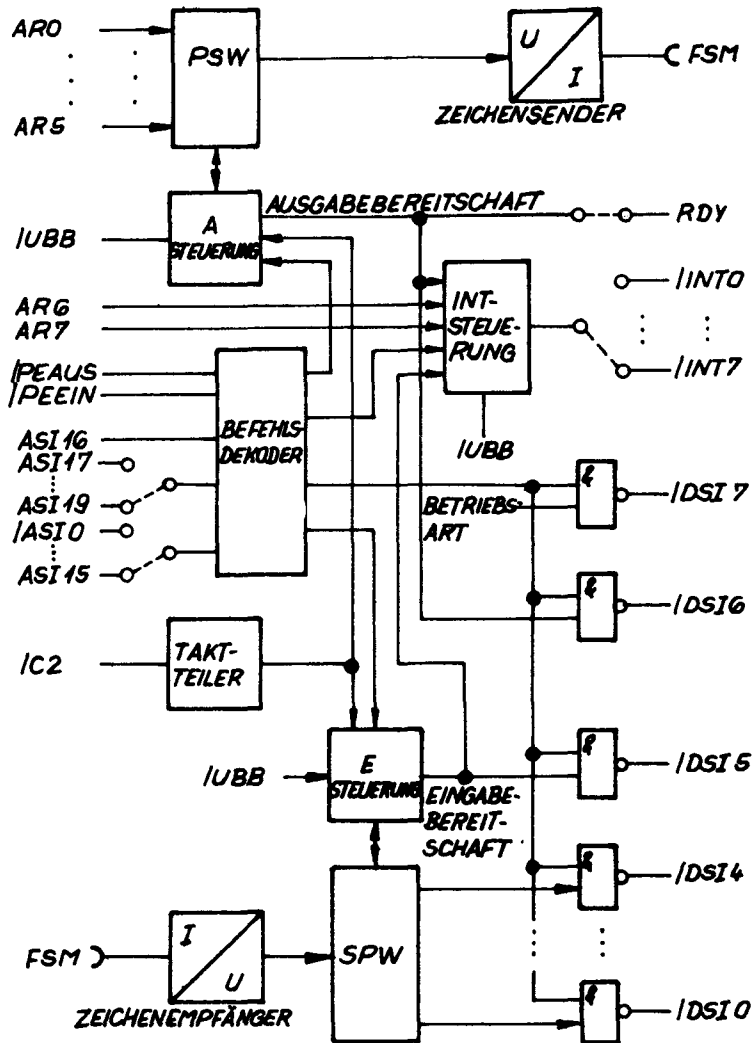 AR0
PSW
U
I
FSM
AR5
ZEICHENSENDER
/UBB
A
STEUERUNG
AUSGABEBEREITSCHAFT
RDY
/INT0
AR6
AR7
INT-
STEUE-
RUNG
/INT7
/PEAUS
/PEEIN
ASI16
ASI17
ASI19
/ASI0
ASI15
BEFEHLS
DEKODER
/UBB
BETRIEBS-
ART
&
/DSI7
&
/DSI6
/C2
TAKT-
TEILER
/UBB
E
STEUERUNG
EINGABE-
BEREIT-
SCHAFT
&
/DSI5
&
/DSI4
FSM
I
U
ZEICHENEMPFÄNGER
SPW
&
/DSI0